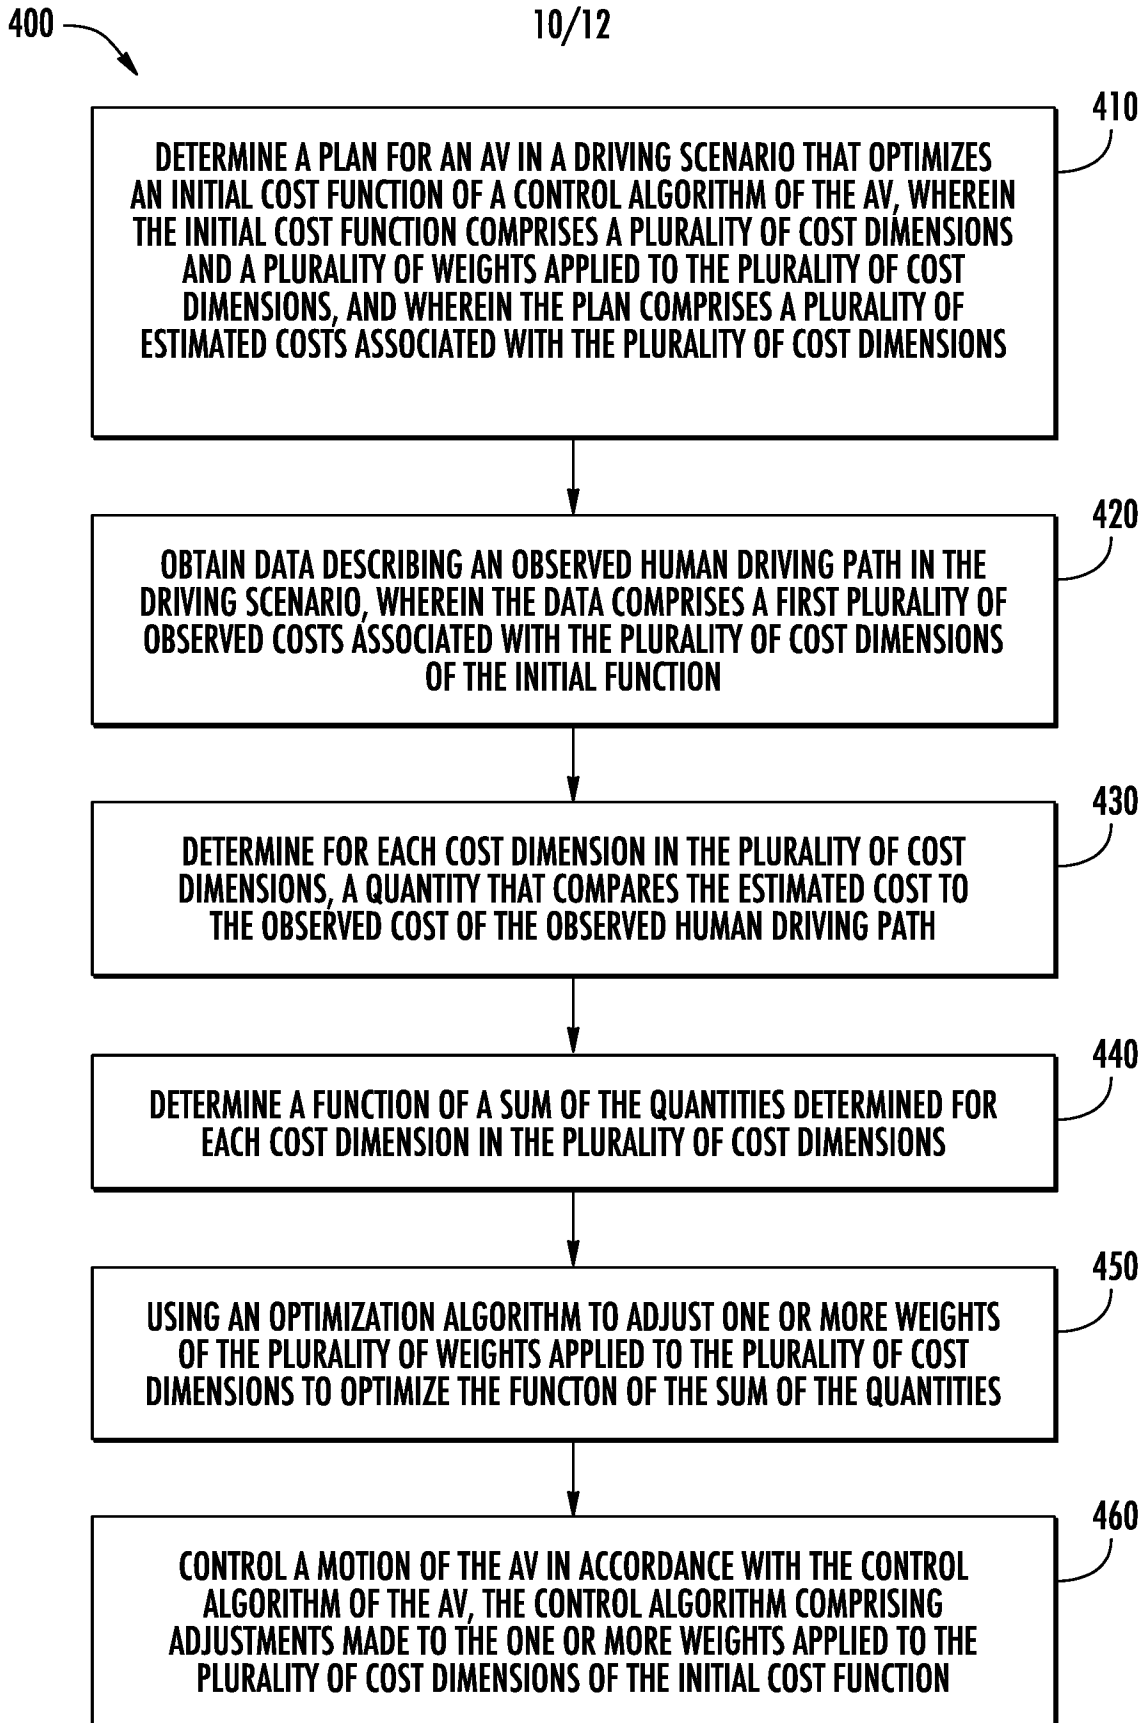 400
10/12
410
DETERMINE A PLAN FOR AN AV IN A DRIVING SCENARIO THAT OPTIMIZES
AN INITIAL COST FUNCTION OF A CONTROL ALGORITHM OF THE AV, WHEREIN
THE INITIAL COST FUNCTION COMPRISES A PLURALITY OF COST DIMENSIONS
AND A PLURALITY OF WEIGHTS APPLIED TO THE PLURALITY OF COST
DIMENSIONS, AND WHEREIN THE PLAN COMPRISES A PLURALITY OF
ESTIMATED COSTS ASSOCIATED WITH THE PLURALITY OF COST DIMENSIONS
420
OBTAIN DATA DESCRIBING AN OBSERVED HUMAN DRIVING PATH IN THE
DRIVING SCENARIO, WHEREIN THE DATA COMPRISES A FIRST PLURALITY OF
OBSERVED COSTS ASSOCIATED WITH THE PLURALITY OF COST DIMENSIONS
OF THE INITIAL FUNCTION
430
DETERMINE FOR EACH COST DIMENSION IN THE PLURALITY OF COST
DIMENSIONS, A QUANTITY THAT COMPARES THE ESTIMATED COST TO
THE OBSERVED COST OF THE OBSERVED HUMAN DRIVING PATH
440
DETERMINE A FUNCTION OF A SUM OF THE QUANTITIES DETERMINED FOR
EACH COST DIMENSION IN THE PLURALITY OF COST DIMENSIONS
450
USING AN OPTIMIZATION ALGORITHM TO ADJUST ONE OR MORE WEIGHTS
OF THE PLURALITY OF WEIGHTS APPLIED TO THE PLURALITY OF COST
DIMENSIONS TO OPTIMIZE THE FUNCTON OF THE SUM OF THE QUANTITIES
460
CONTROL A MOTION OF THE AV IN ACCORDANCE WITH THE CONTROL
ALGORITHM OF THE AV, THE CONTROL ALGORITHM COMPRISING
ADJUSTMENTS MADE TO THE ONE OR MORE WEIGHTS APPLIED TO THE
PLURALITY OF COST DIMENSIONS OF THE INITIAL COST FUNCTION